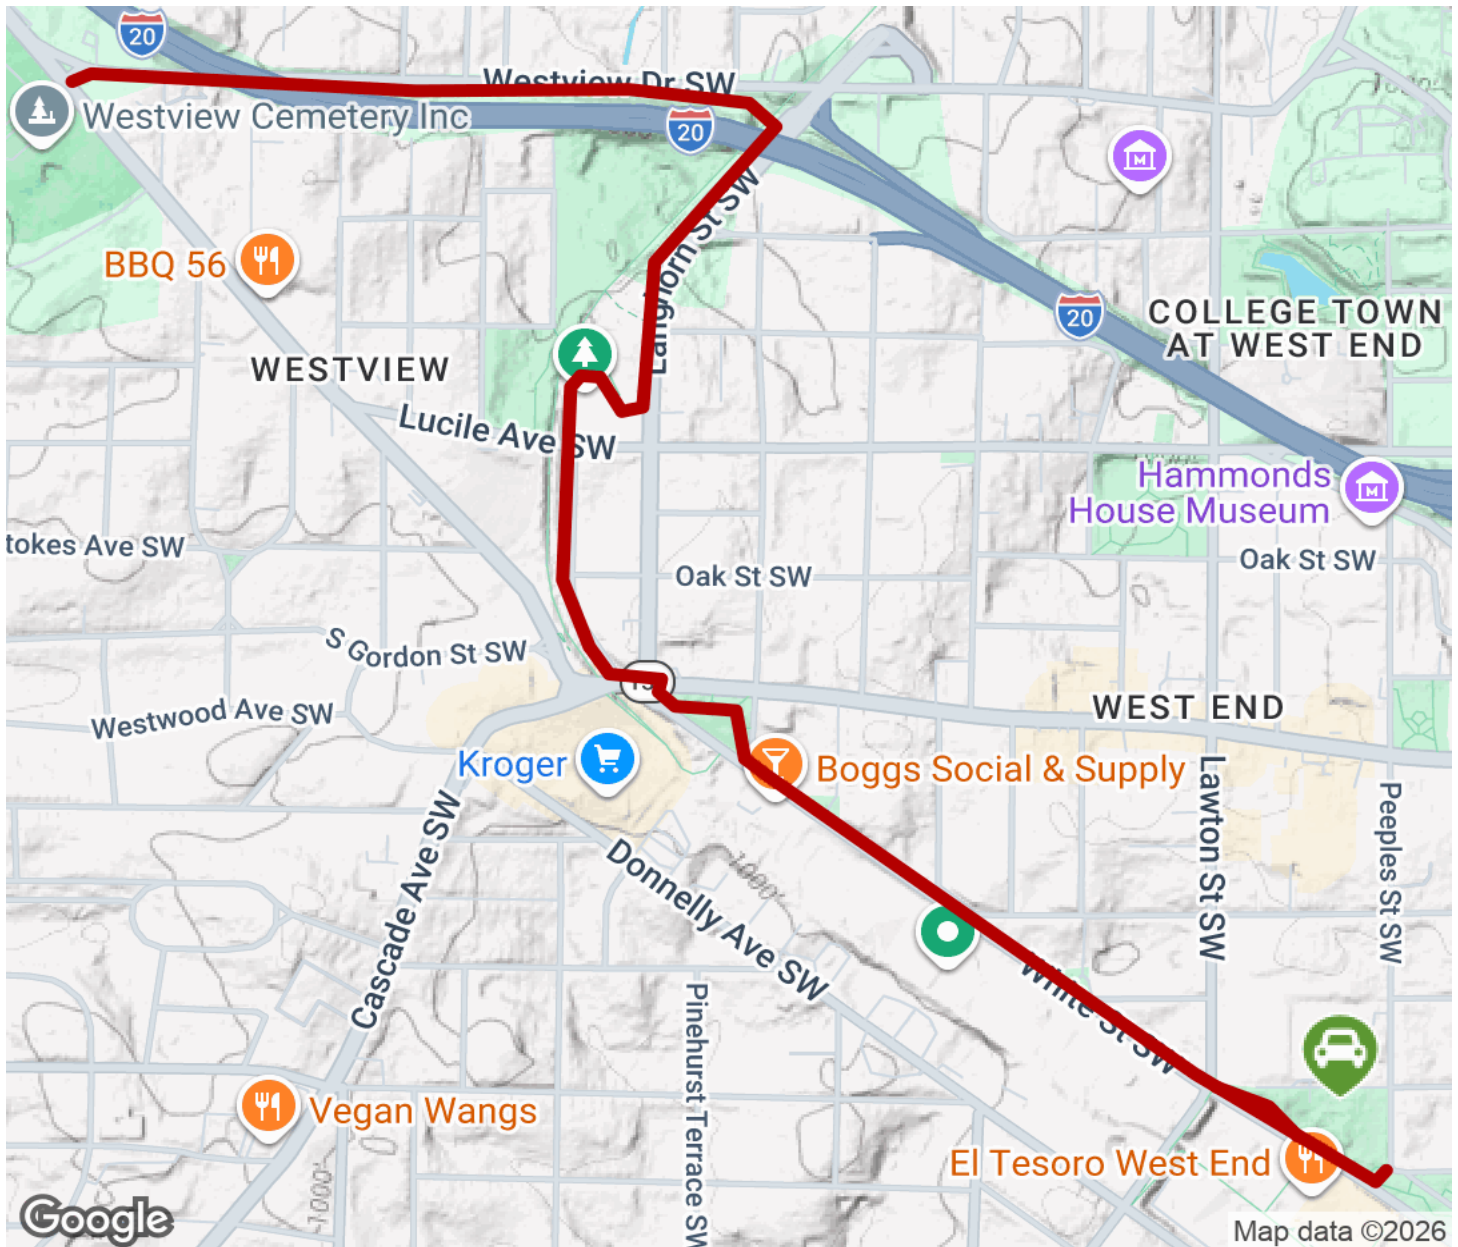 20
Westview Dr SW
Westview Cemetery Inc
20
BBQ 56
Langhorn St SW
20
COLLEGE TOWN
AT WEST END
WESTVIEW
Lucile Ave SW
Hammonds
House Museum
tokes Ave SW
Oak St SW
Oak St SW
S Gordon St SW
Westwood Ave SW
WEST END
Kroger
Boggs Social & Supply
Lawton St SW
Peeples St SW
Cascade Ave SW
Donnelly Ave SW
1000'
White St SW
Pinehurst Terrace SW
Vegan Wangs
El Tesoro West End
1000'
Google
Map data ©2026